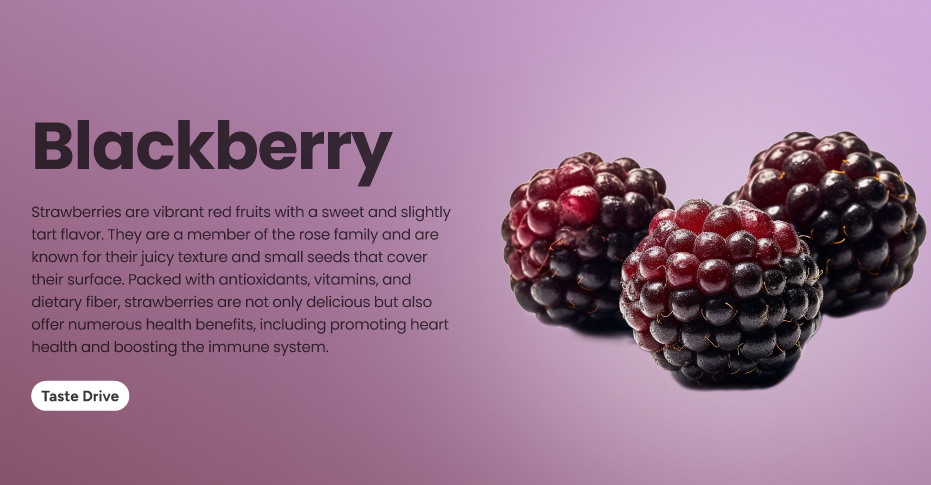 Blackberry
Strawberries are vibrant red fruits with a sweet and slightly
tart flavor. They are a member of the rose family and are
known for their juicy texture and small seeds that cover
their surface. Packed with antioxidants, vitamins, and
dietary fiber, strawberries are not only delicious but also
offer numerous health benefits, including promoting heart
health and boosting the immune system.
Taste Drive